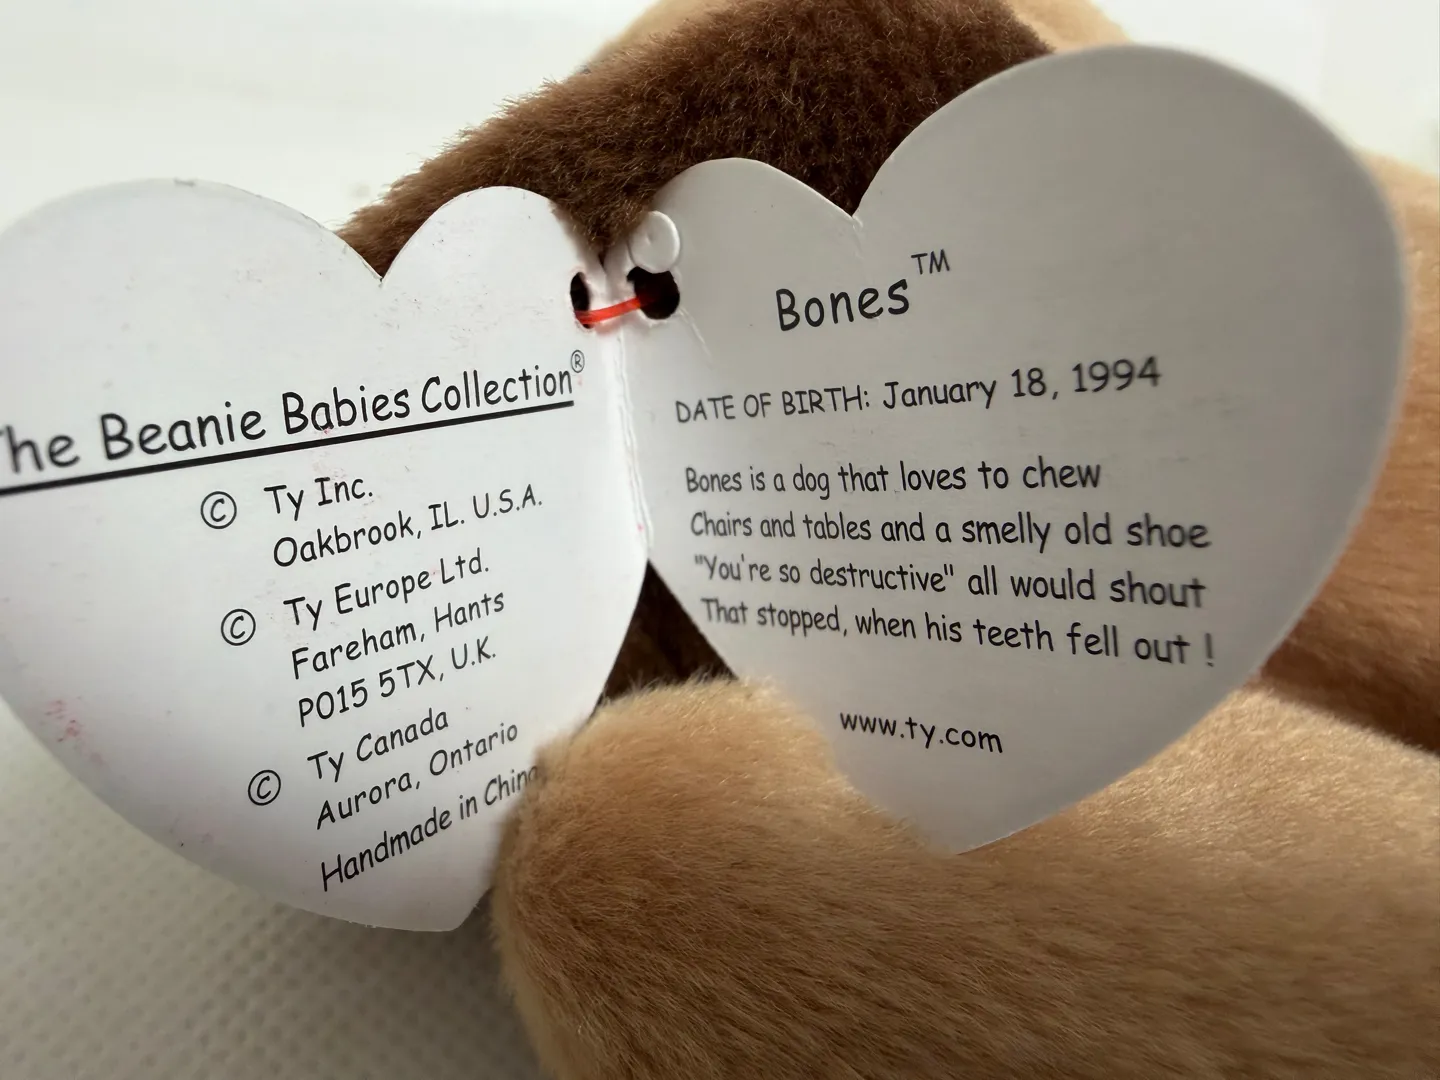 The Beanie Babies Collection®
© Ty Inc.
Oakbrook, IL. U.S.A.
© Ty Europe Ltd.
Fareham, Hants
PO15 5TX, U.K.
© Ty Canada
Aurora, Ontario
Handmade in China
Bones™
DATE OF BIRTH: January 18, 1994
Bones is a dog that loves to chew
Chairs and tables and a smelly old shoe
"You're so destructive" all would shout
That stopped, when his teeth fell out !
www.ty.com